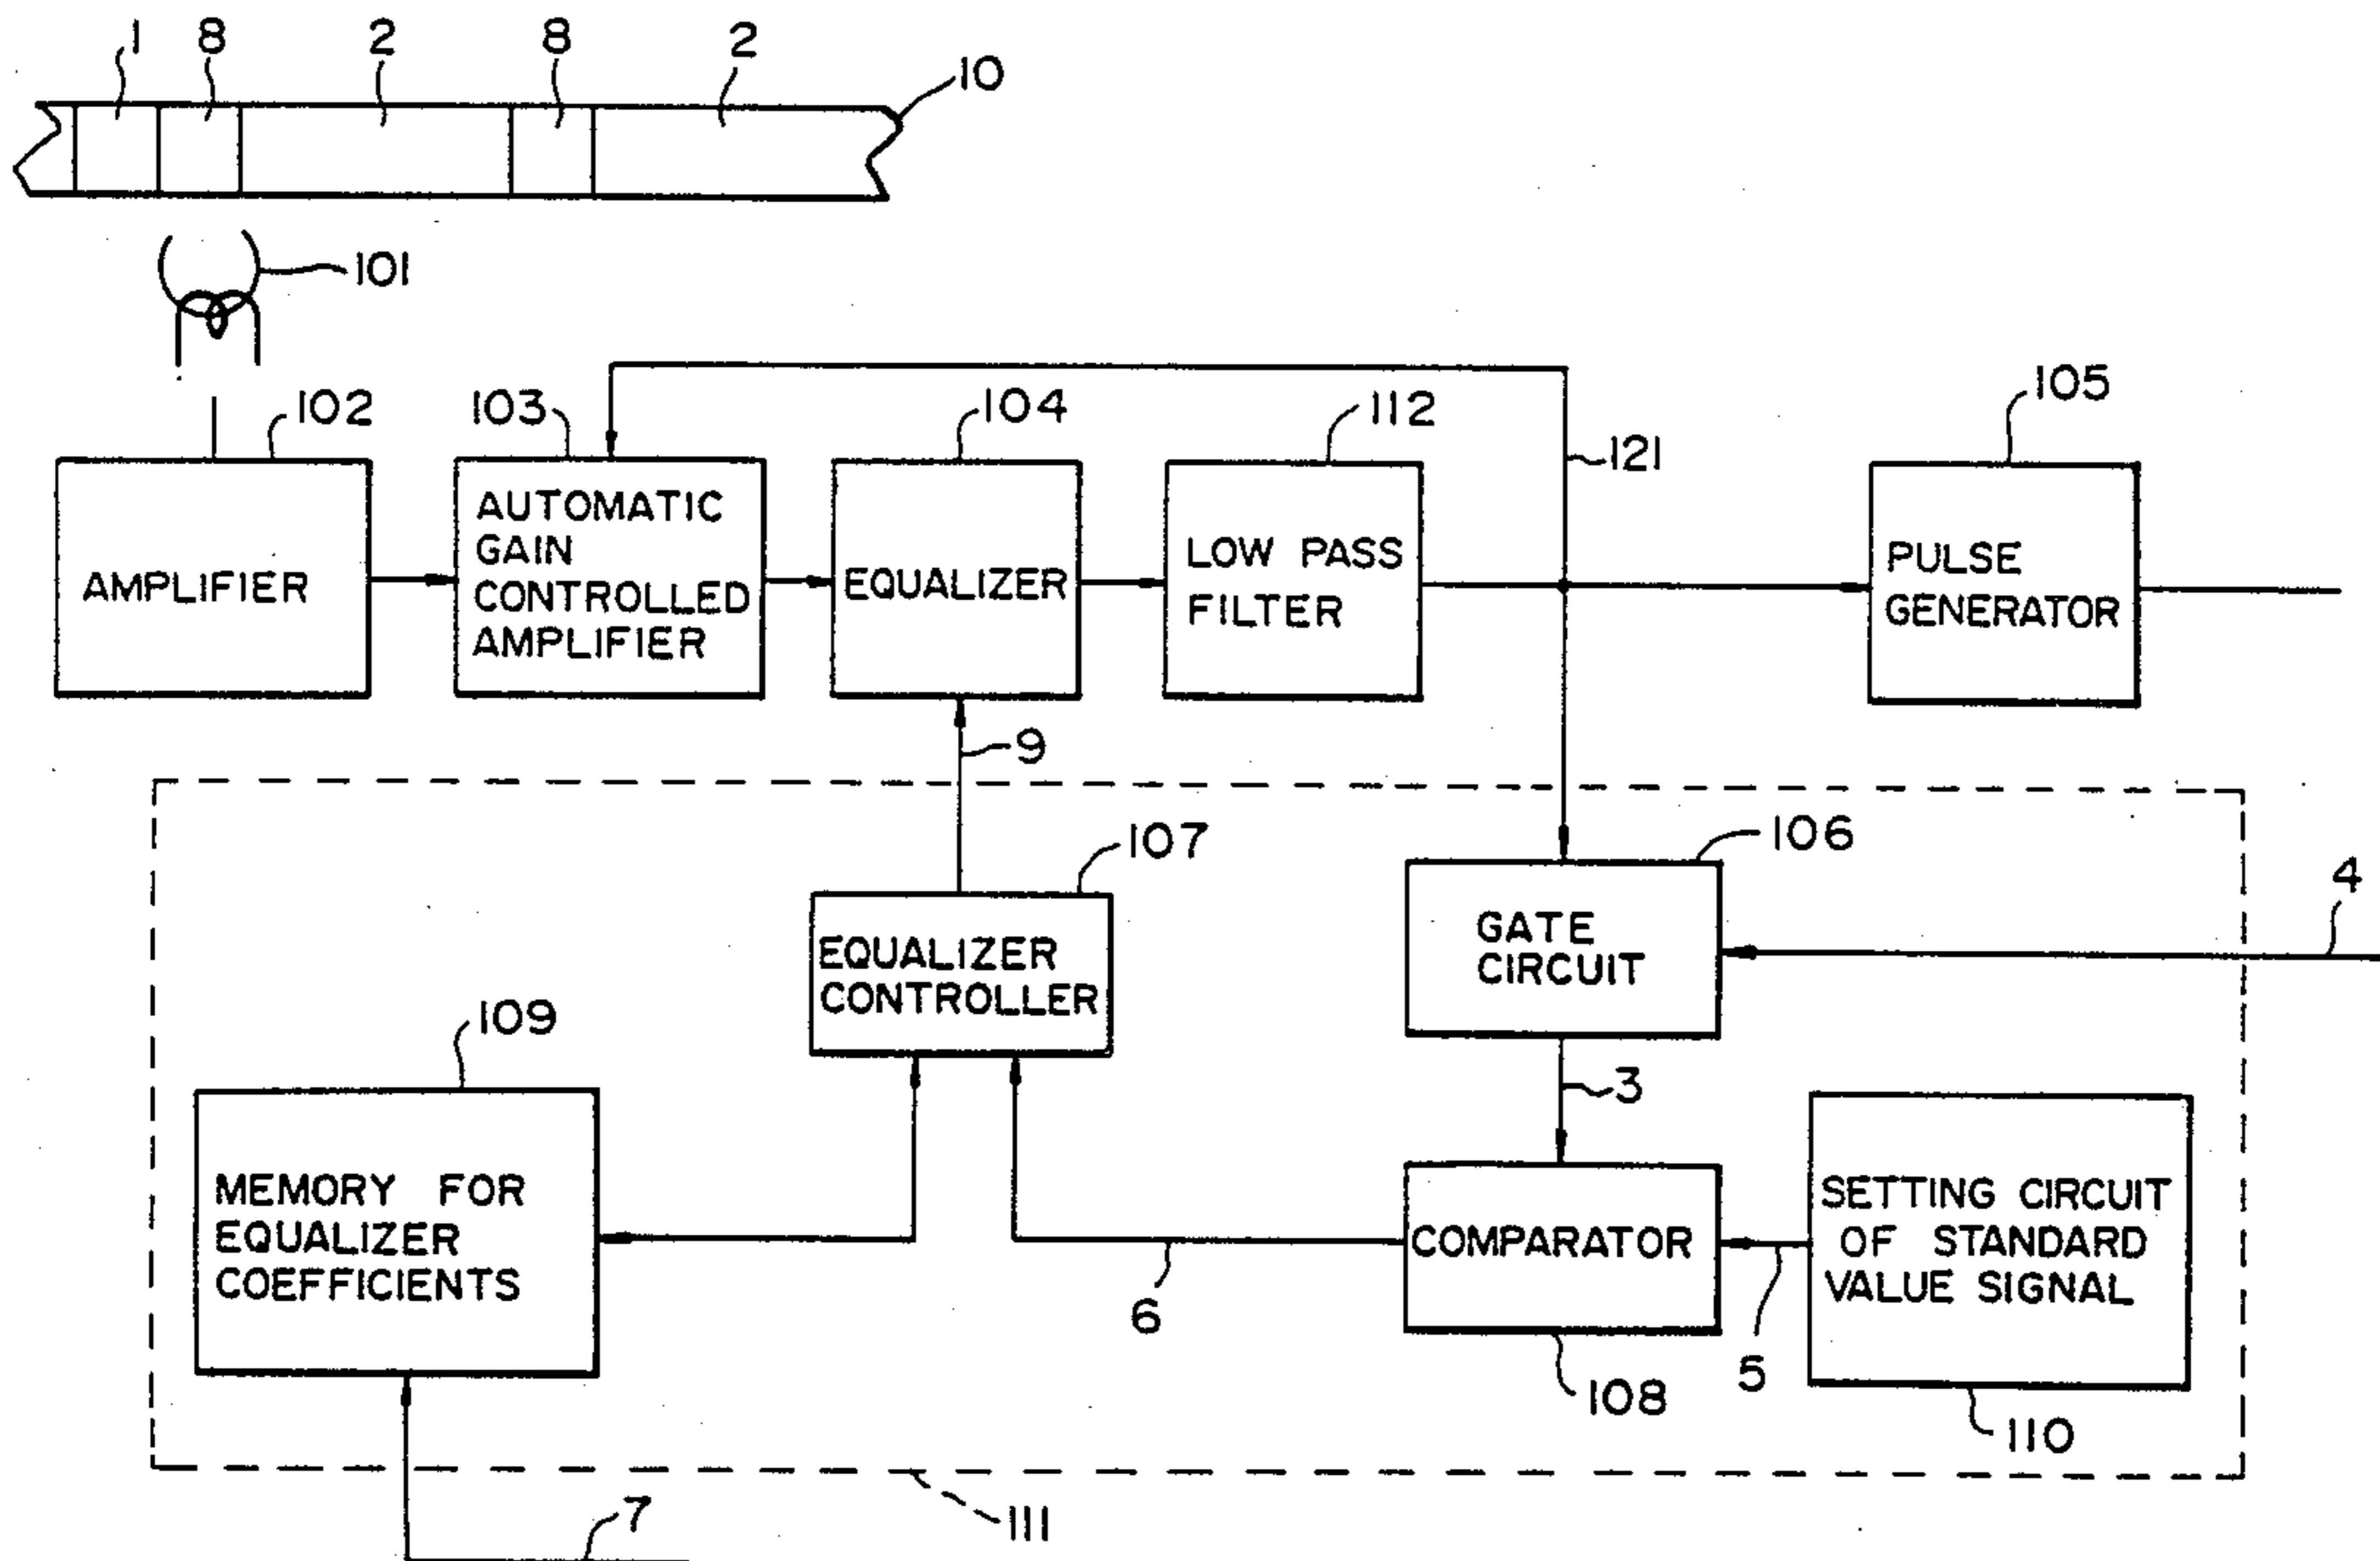 1 8 2 8 2 10
101
102 103 104 112 121 105
AMPLIFIER
AUTOMATIC
GAIN
CONTROLLED
AMPLIFIER
EQUALIZER
LOW PASS
FILTER
PULSE
GENERATOR
9
107
106
4
EQUALIZER
CONTROLLER
GATE
CIRCUIT
109
3
MEMORY FOR
EQUALIZER
COEFFICIENTS
6
COMPARATOR
5
SETTING CIRCUIT
OF STANDARD
VALUE SIGNAL
108
110
111
7